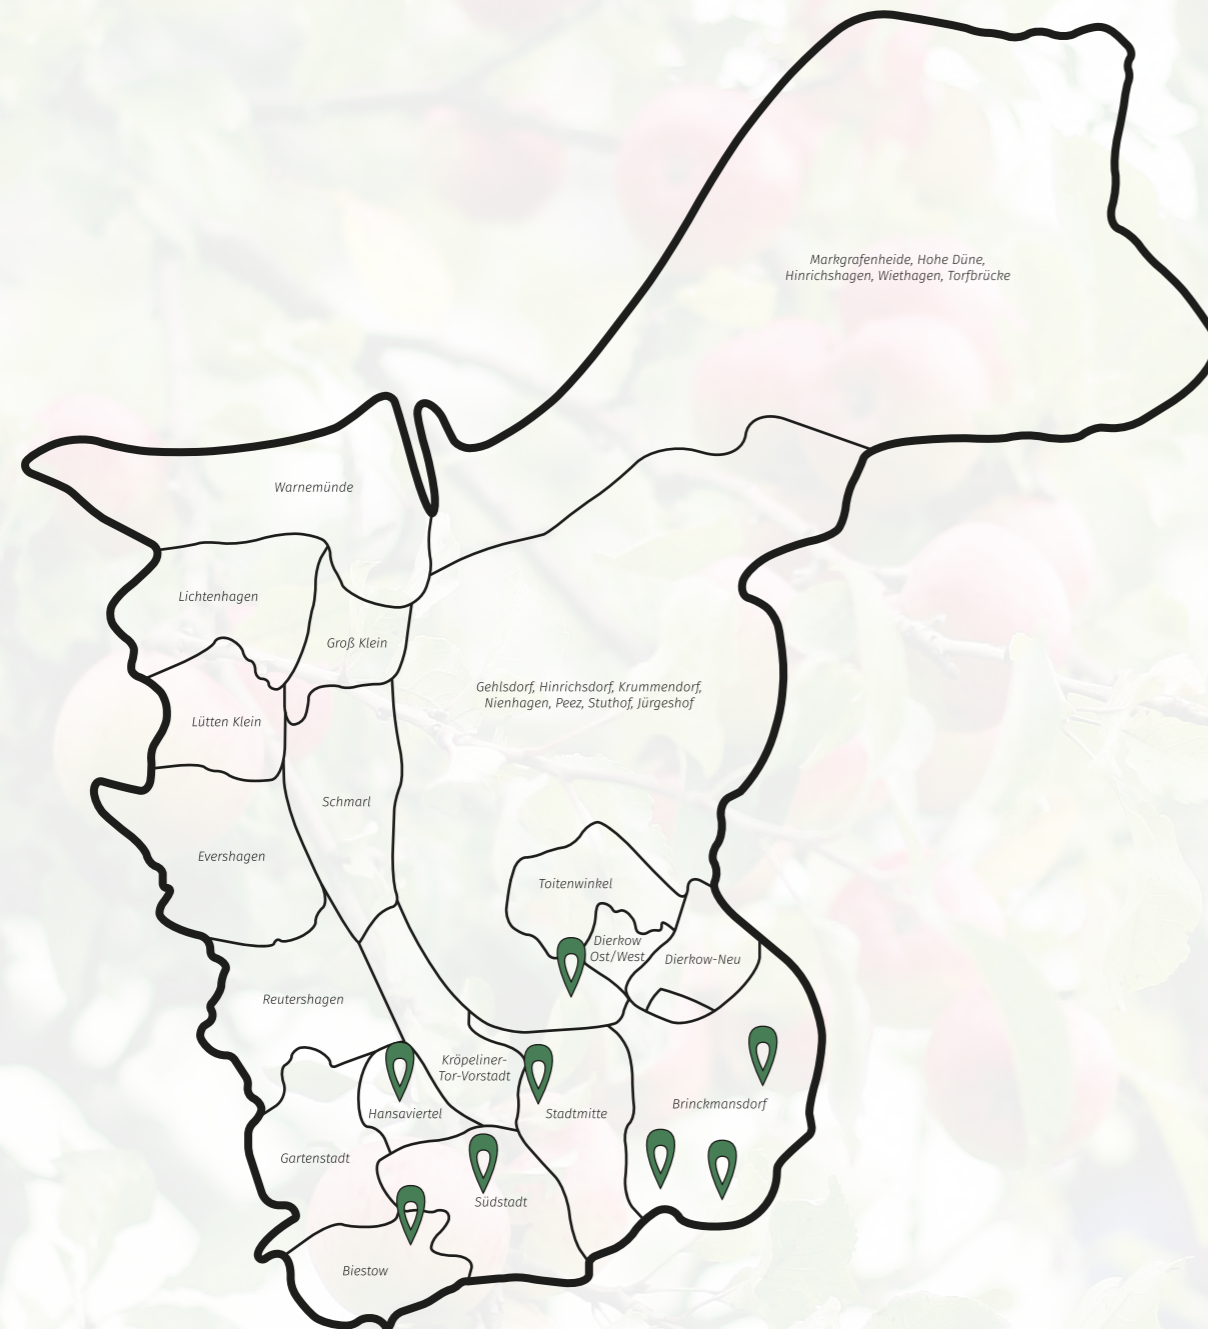 Markgrafenheide, Hohe Düne,
Hinrichshagen, Wiethagen, Torfbrücke
Warnemünde
Lichtenhagen
Groß Klein
Gehlsdorf, Hinrichsdorf, Krummendorf,
Nienhagen, Peez, Stuthof, Jürgeshof
Lütten Klein
Schmarl
Evershagen
Toitenwinkel
Dierkow
Ost/West
Dierkow-Neu
Reutershagen
Kröpeliner-
Tor-Vorstadt
Hansaviertel
Stadtmitte
Brinckmansdorf
Gartenstadt
Südstadt
Biestow